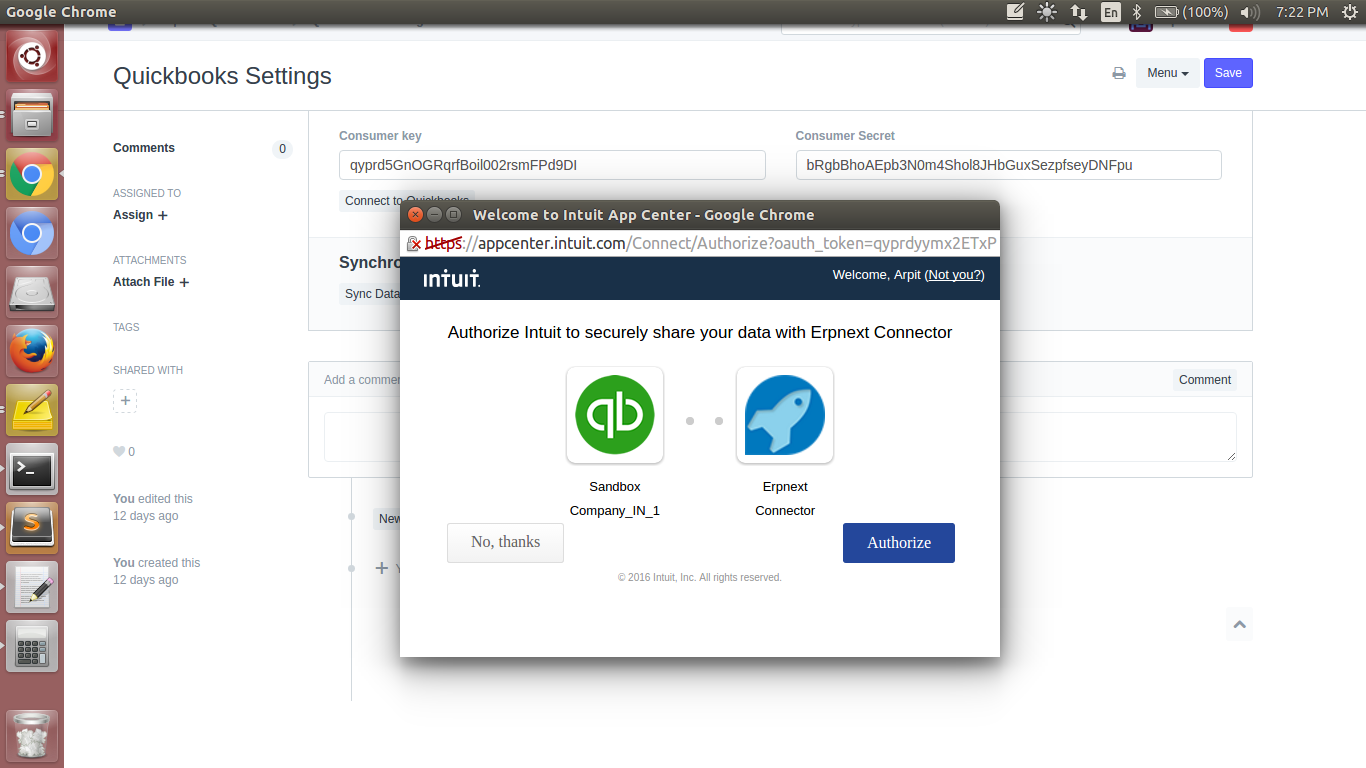 Google Chrome
En
(100%)
7:22 PM
Quickbooks Settings
Menu
Save
Comments
0
ASSIGNED TO
Assign +
ATTACHMENTS
Attach File +
TAGS
SHARED WITH
+
0
You edited this
12 days ago
You created this
12 days ago
Consumer key
qyprd5GnOGRqrfBoil002rsmFPd9DI
Consumer Secret
bRgbBhoAEpb3N0m4Shol8JHbGuxSezpfseyDNFpu
Connect to Quickbooks
Sync Data
Add a comme
Comment
New
+
Welcome to Intuit App Center - Google Chrome
https://appcenter.intuit.com/Connect/Authorize?oauth_token=qyprdyymx2ETxP
intuit.
Welcome, Arpit (Not you?)
Authorize Intuit to securely share your data with Erpnext Connector
qb
Sandbox
Company_IN_1
Erpnext
Connector
No, thanks
Authorize
© 2016 Intuit, Inc. All rights reserved.